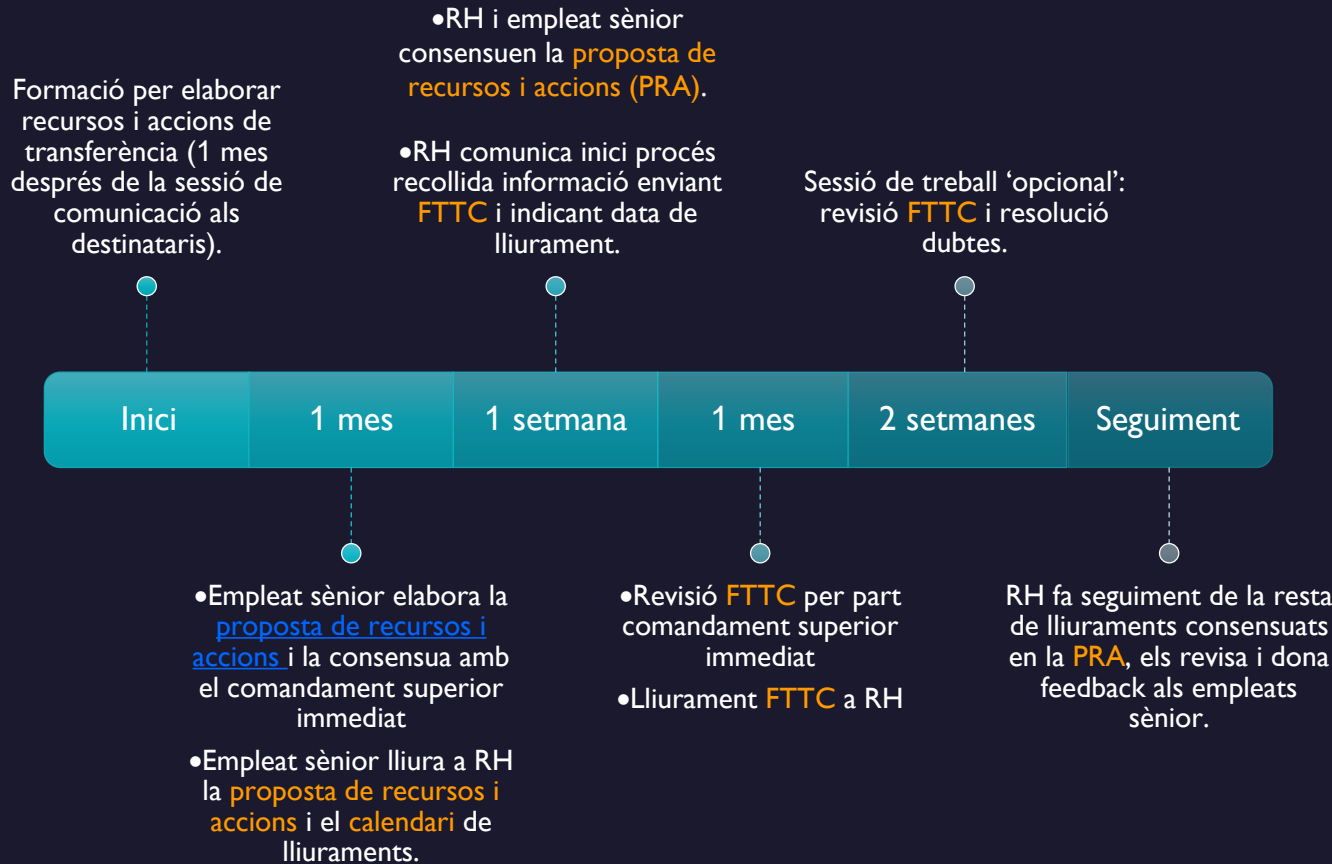 Formació per elaborar
recursos i accions de
transferència (1 mes
després de la sessió de
comunicació als
destinataris).
•RH i empleat sènior
consensuen la proposta de
recursos i accions (PRA).
•RH comunica inici procés
recollida informació enviant
FTTC i indicant data de
lliurament.
Sessió de treball ‘opcional’:
revisió FTTC i resolució
dubtes.
Inici
1 mes
1 setmana
1 mes
2 setmanes
Seguiment
•Empleat sènior elabora la
proposta de recursos i
accions i la consensua amb
el comandament superior
immediat
•Empleat sènior lliura a RH
la proposta de recursos i
accions i el calendari de
lliuraments.
•Revisió FTTC per part
comandament superior
immediat
•Lliurament FTTC a RH
RH fa seguiment de la resta
de lliuraments consensuats
en la PRA, els revisa i dona
feedback als empleats
sènior.